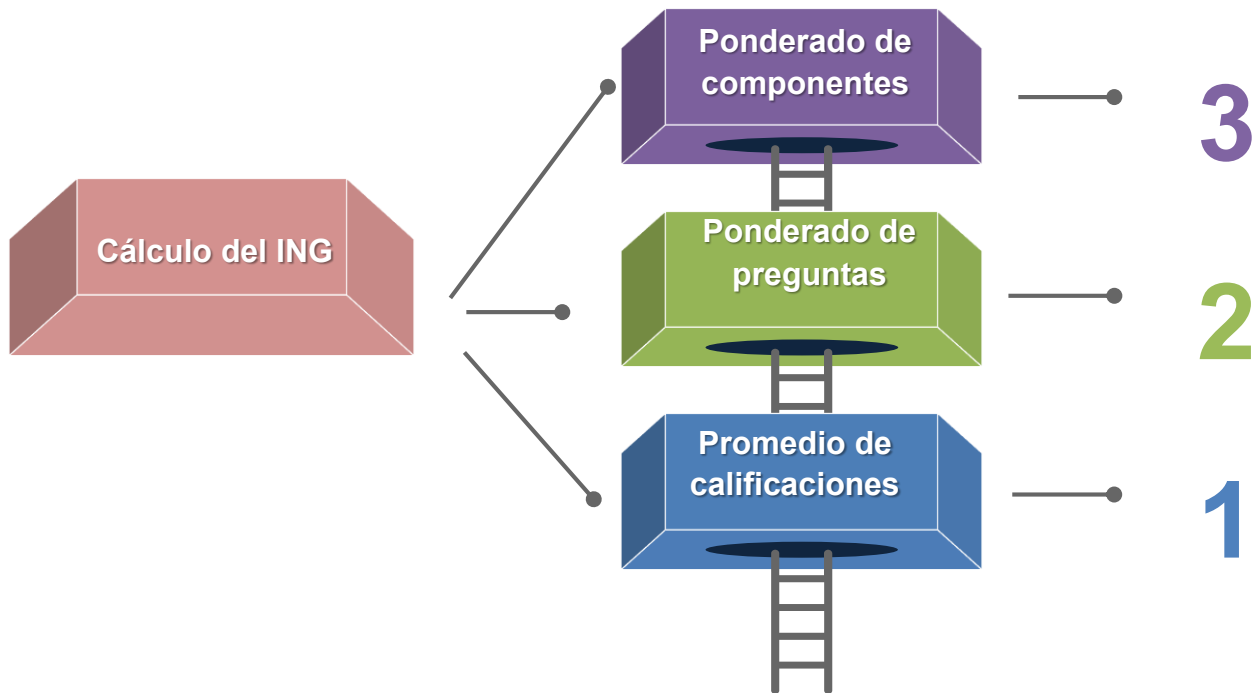 Cálculo del ING
Ponderado de
componentes
3
Ponderado de
preguntas
2
Promedio de
calificaciones
1